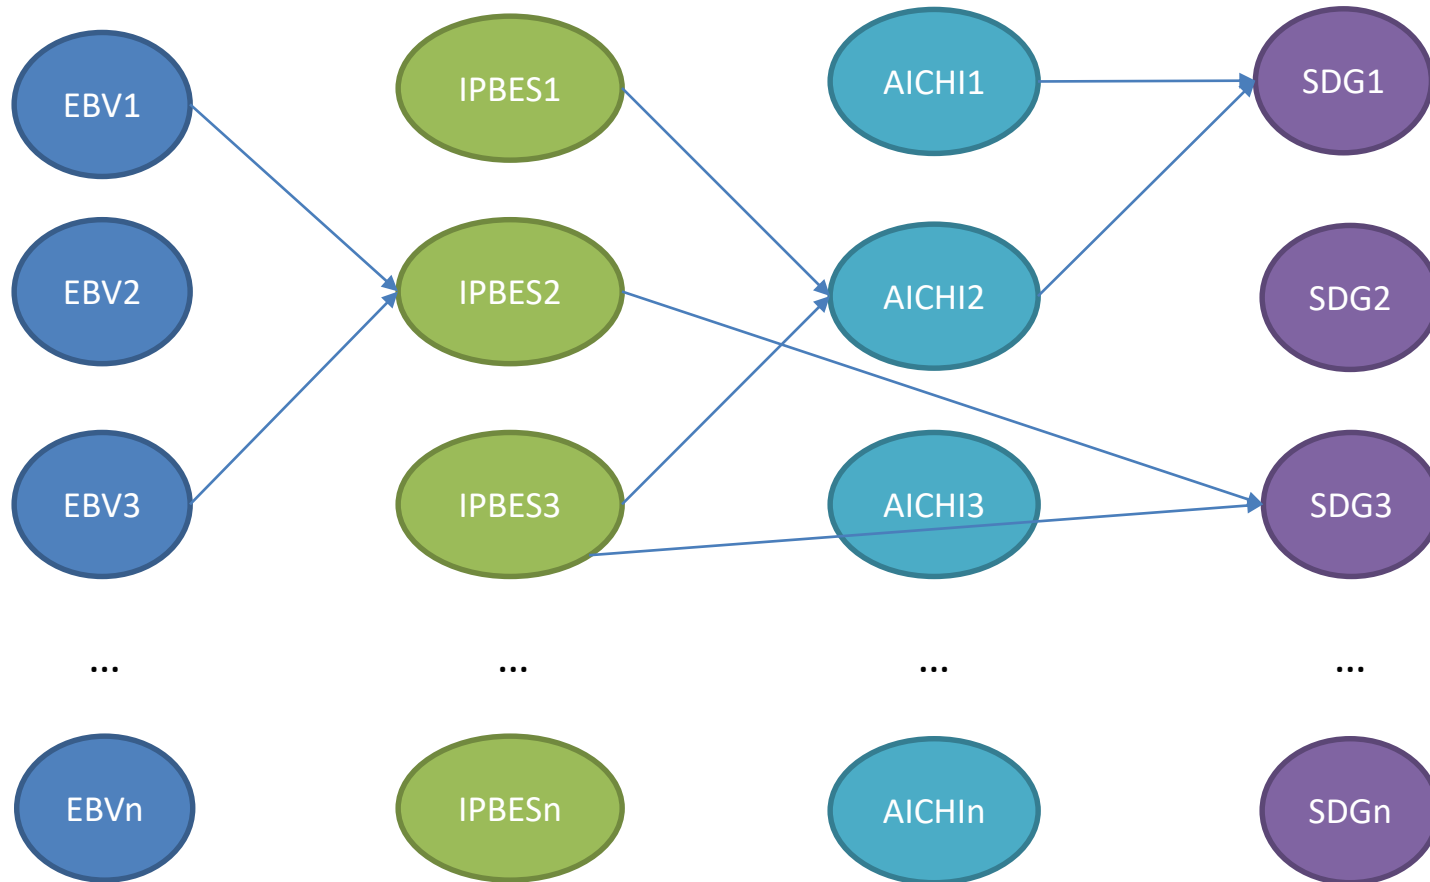 EBV1 IPBES1 AICHI1 SDG1
EBV2 IPBES2 AICHI2 SDG2
EBV3 IPBES3 AICHI3 SDG3
... ... ... ...
EBVn IPBESn AICHIn SDGn